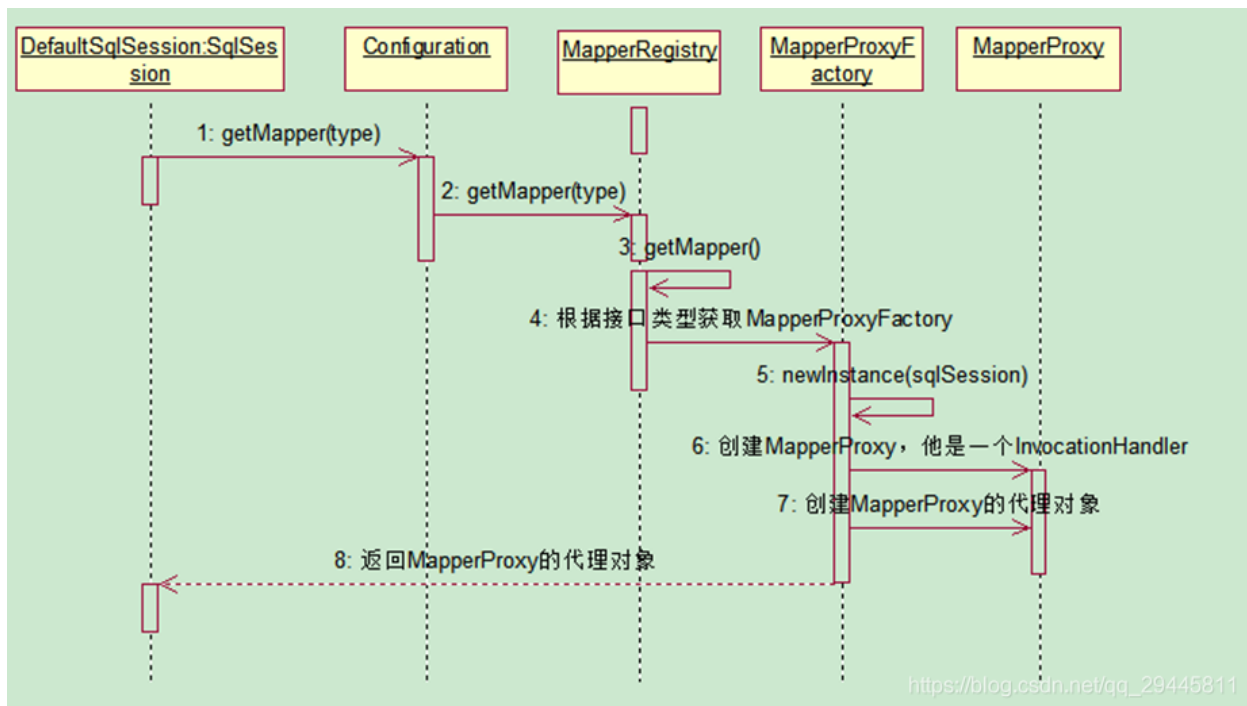 DefaultSqlSession:SqlSes
sion
Configuration
MapperRegistry
MapperProxyF
actory
MapperProxy
1: getMapper(type)
2: getMapper(type)
3: getMapper()
4: 根据接口类型获取MapperProxyFactory
5: newInstance(sqlSession)
6: 创建MapperProxy，他是一个InvocationHandler
7: 创建MapperProxy的代理对象
8: 返回MapperProxy的代理对象
https://blog.csdn.net/qq_29445811